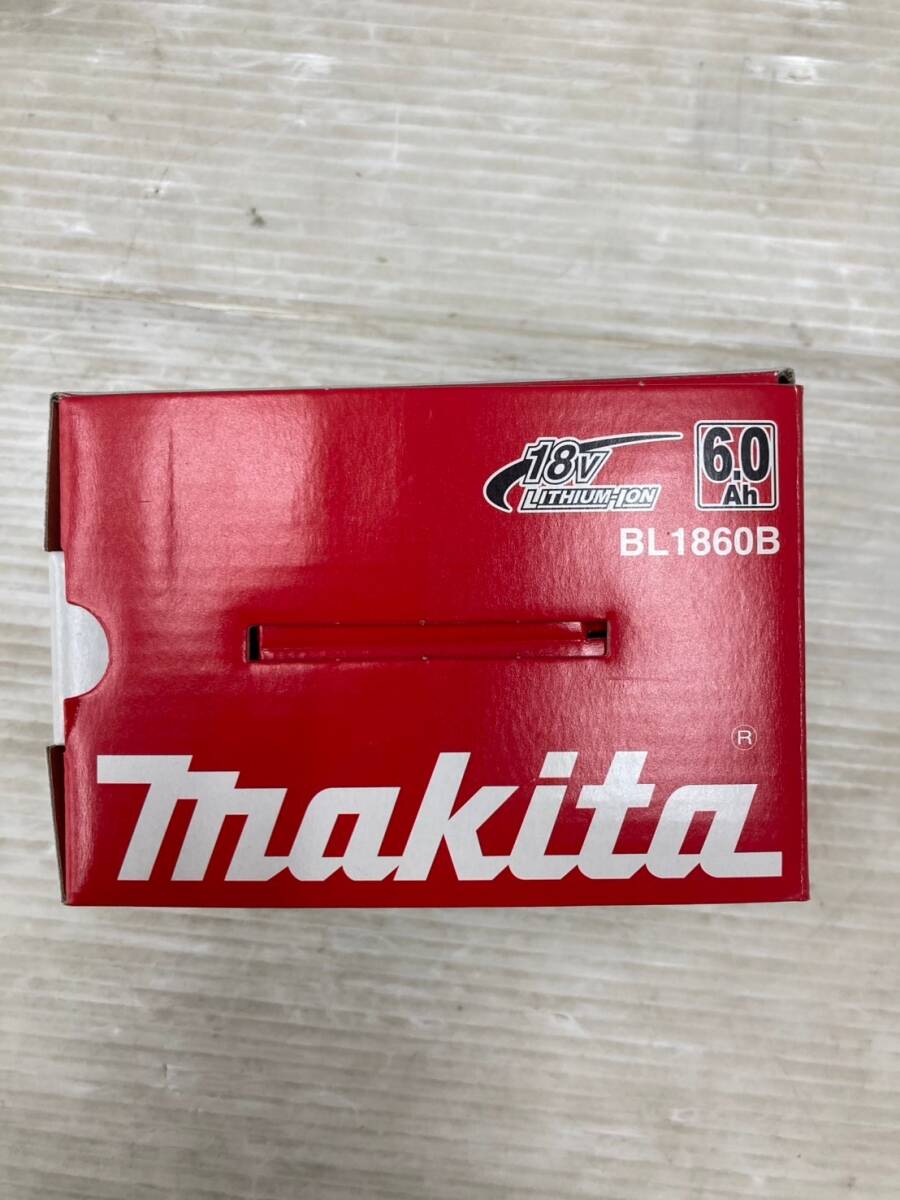 18V
LITHIUM-ION
6.0
Ah
BL1860B
makita ®